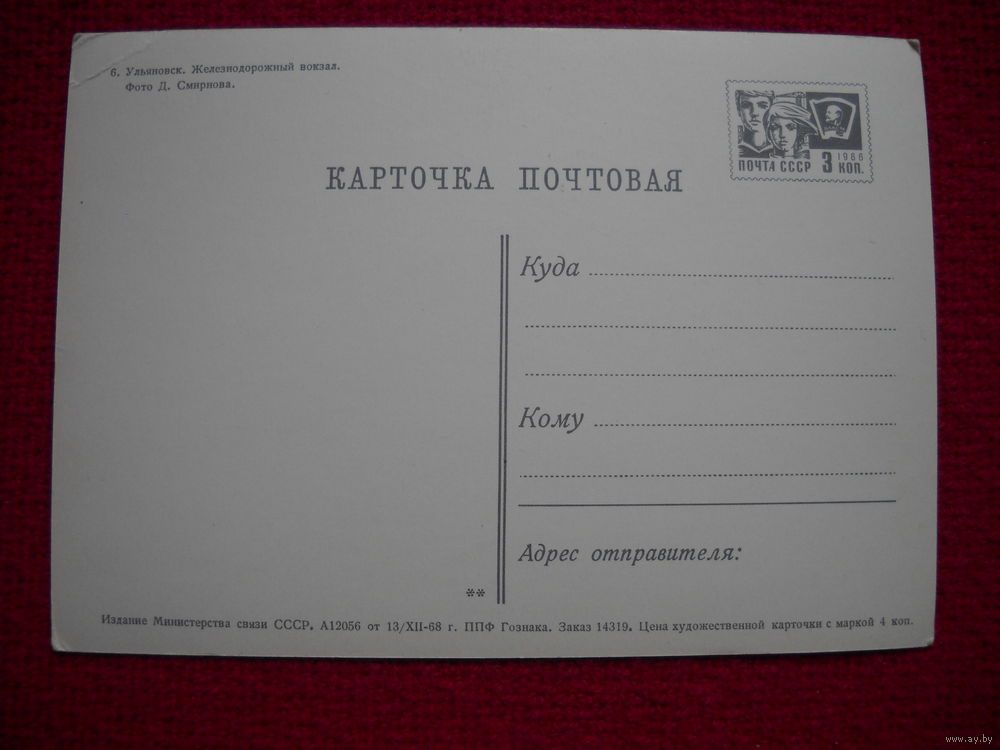 6. Ульяновск. Железнодорожный вокзал.
Фото Д. Смирнова.
1966
ПОЧТА СССР 3 КОП.
КАРТОЧКА ПОЧТОВАЯ
Куда
Кому
Адрес отправителя:
**
Издание Министерства связи СССР. А12056 от 13/XII-68 г. ППФ Гознака. Заказ 14319. Цена художественной карточки с маркой 4 коп.
www.ay.by